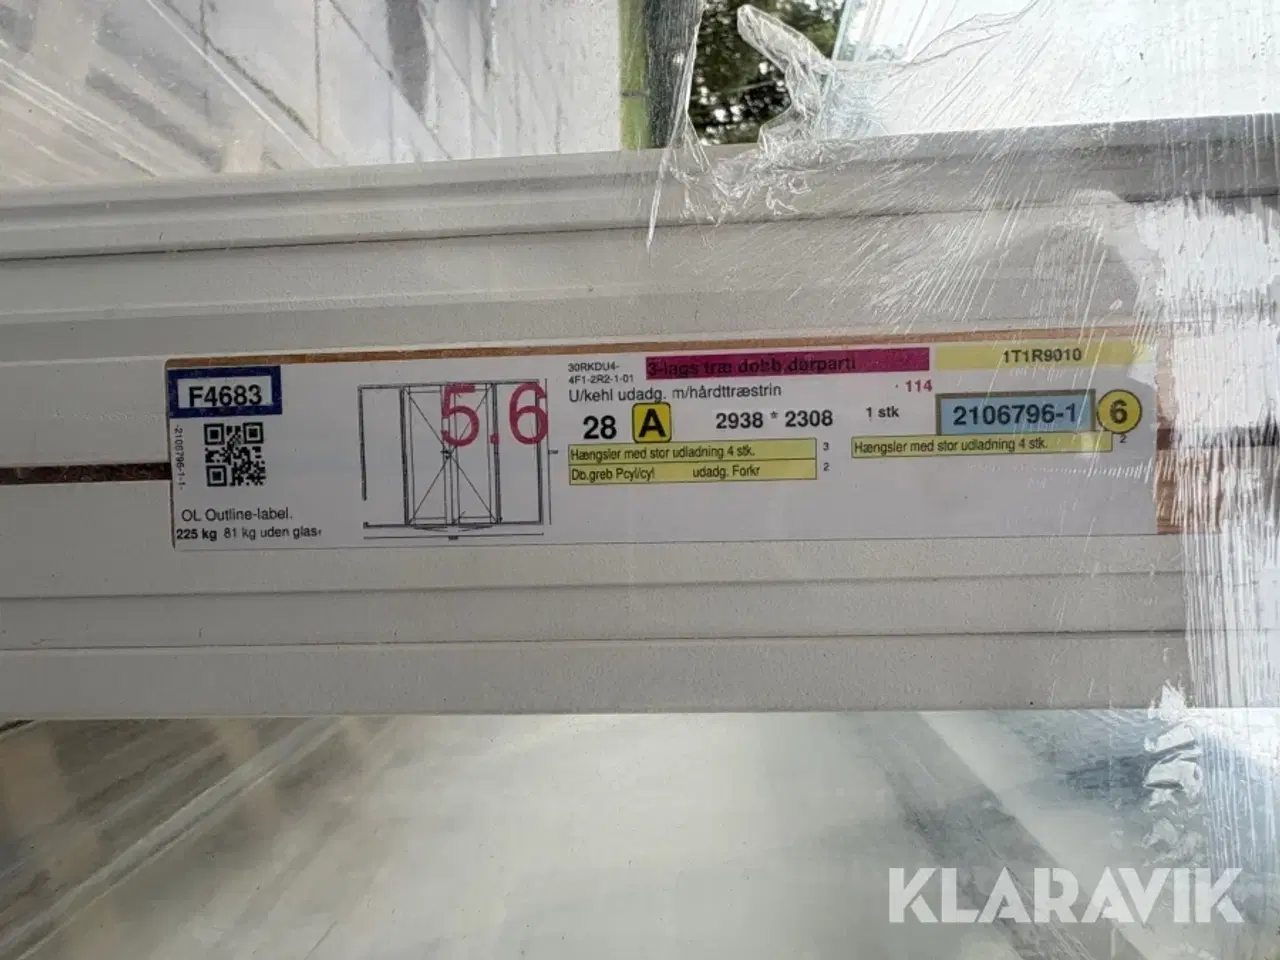 F4683
-2106796-1-1-
OL Outline-label.
225 kg 81 kg uden glas
5.6
30RKDU4-
4F1-2R2-1-01
3-lags træ dobb.dørparti
1T1R9010
U/kehl udadg. m/hårdttræstrin
114
28 A 2938 * 2308 1 stk 2106796-1 6
Hængsler med stor udladning 4 stk. 3
Hængsler med stor udladning 4 stk. 2
Db.greb Pcyl/cyl udadg. Forkr 2
KLARAVIK